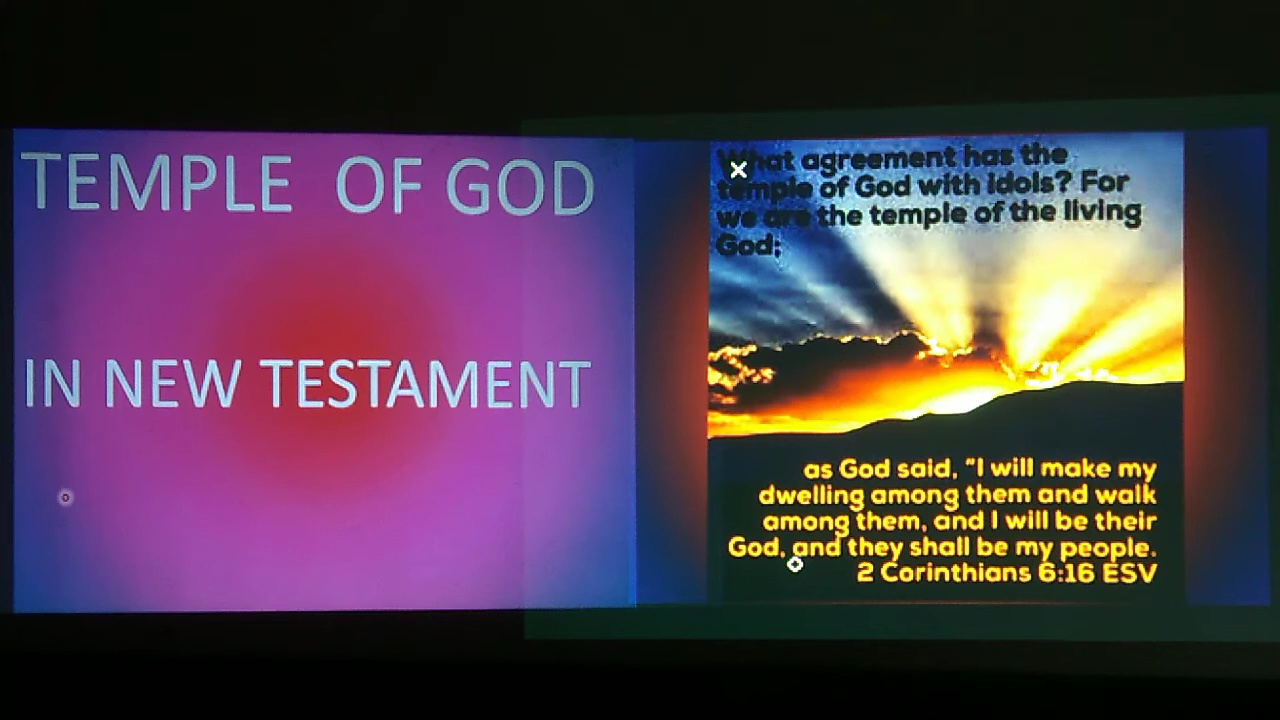 TEMPLE OF GOD
IN NEW TESTAMENT
What agreement has the
temple of God with idols? For
we are the temple of the living
God;
as God said, "I will make my
dwelling among them and walk
among them, and I will be their
God, and they shall be my people.
2 Corinthians 6:16 ESV